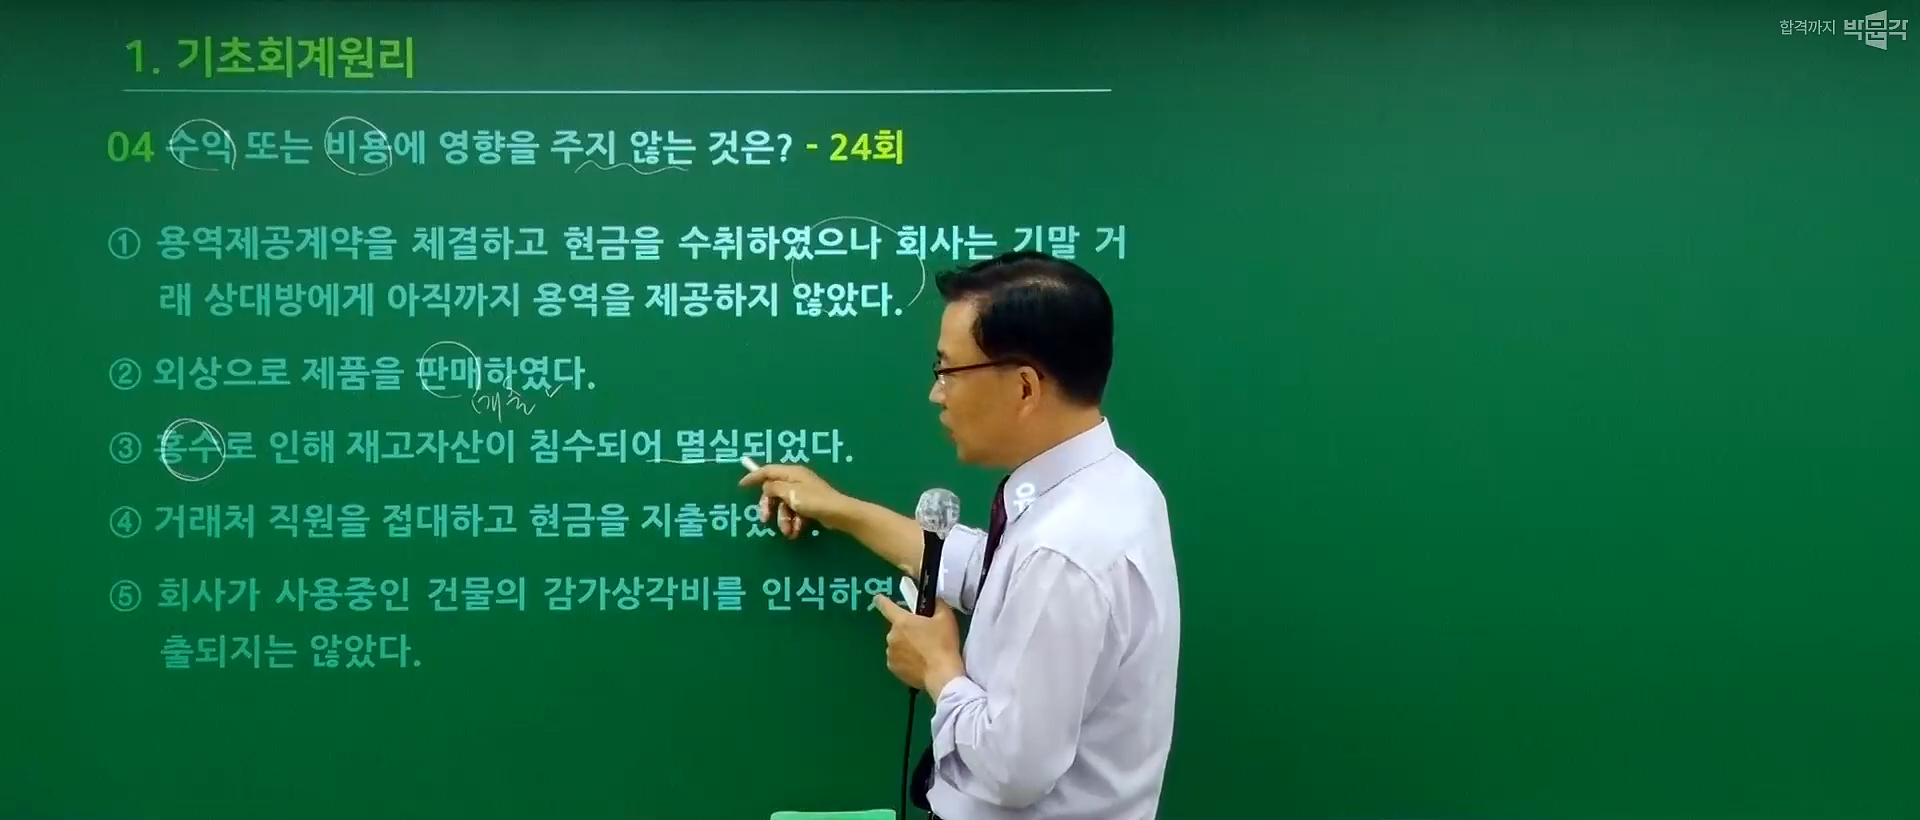 합격까지 박문각
1. 기초회계원리
04 수익 또는 비용에 영향을 주지 않는 것은? - 24회
① 용역제공계약을 체결하고 현금을 수취하였으나 회사는 기말 거
래 상대방에게 아직까지 용역을 제공하지 않았다.
② 외상으로 제품을 판매하였다.
매출
③ 홍수로 인해 재고자산이 침수되어 멸실되었다.
④ 거래처 직원을 접대하고 현금을 지출하였
⑤ 회사가 사용중인 건물의 감가상각비를 인식하였
출되지는 않았다.